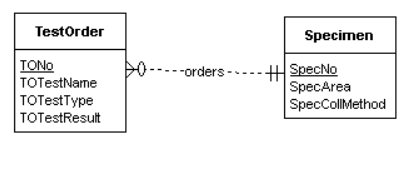 TestOrder
TONo
TOTestName
TOTestType
TOTestResult
orders
Specimen
SpecNo
SpecArea
SpecCollMethod